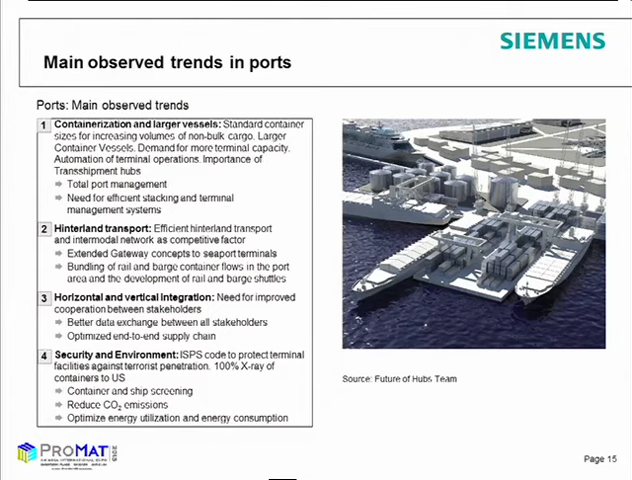 SIEMENS
Main observed trends in ports
Ports: Main observed trends
1 Containerization and larger vessels: Standard container
sizes for increasing volumes of non-bulk cargo. Larger
Container Vessels. Demand for more terminal capacity.
Automation of terminal operations. Importance of
Transshipment hubs
Total port management
Need for efficient stacking and terminal
management systems
2 Hinterland transport: Efficient hinterland transport
and intermodal network as competitive factor
Extended Gateway concepts to seaport terminals
Bundling of rail and barge container flows in the port
area and the development of rail and barge shuttles
3 Horizontal and vertical Integration: Need for improved
cooperation between stakeholders
Better data exchange between all stakeholders
Optimized end-to-end supply chain
4 Security and Environment: ISPS code to protect terminal
facilities against terrorist penetration. 100% X-ray of
containers to US
Container and ship screening
Reduce CO2 emissions
Optimize energy utilization and energy consumption
Source: Future of Hubs Team
PROMAT 2013
Page 15